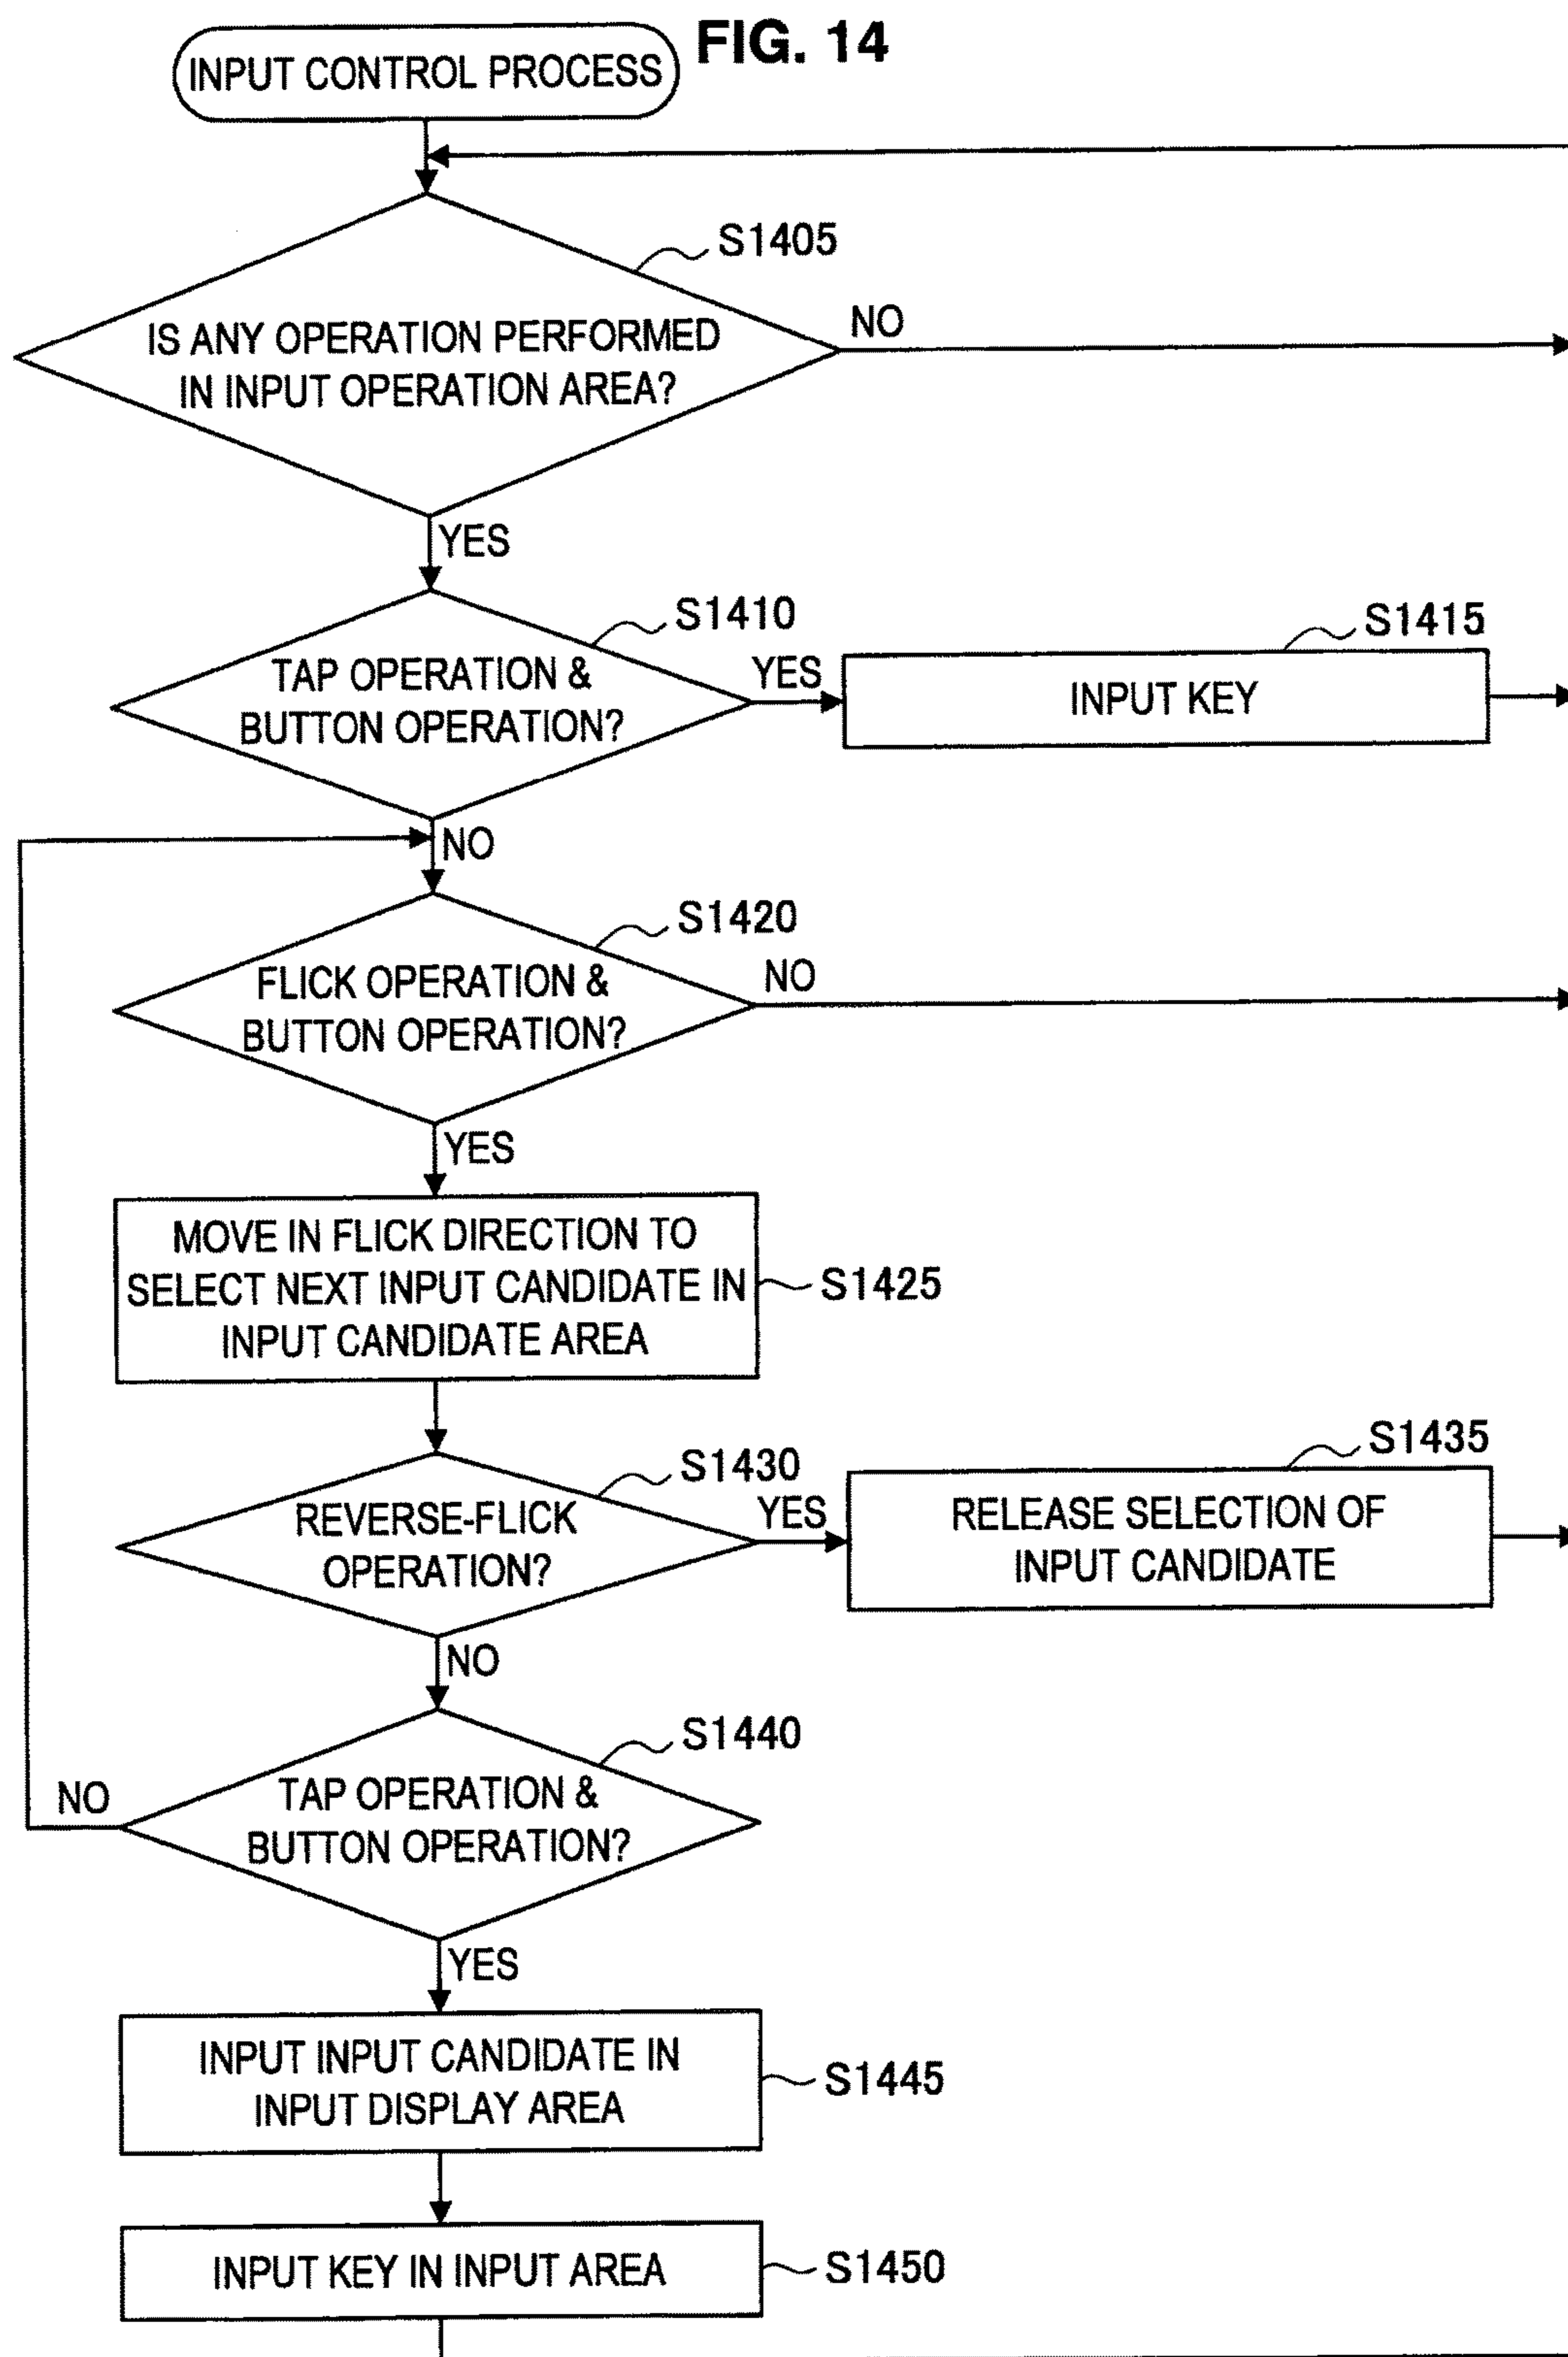 FIG. 14
INPUT CONTROL PROCESS
S1405
IS ANY OPERATION PERFORMED
IN INPUT OPERATION AREA?
NO
YES
S1410
TAP OPERATION &
BUTTON OPERATION?
YES
S1415
INPUT KEY
NO
S1420
FLICK OPERATION &
BUTTON OPERATION?
NO
YES
MOVE IN FLICK DIRECTION TO
SELECT NEXT INPUT CANDIDATE IN
INPUT CANDIDATE AREA
S1425
S1430
REVERSE-FLICK
OPERATION?
YES
S1435
RELEASE SELECTION OF
INPUT CANDIDATE
NO
S1440
TAP OPERATION &
BUTTON OPERATION?
NO
YES
INPUT INPUT CANDIDATE IN
INPUT DISPLAY AREA
S1445
INPUT KEY IN INPUT AREA
S1450